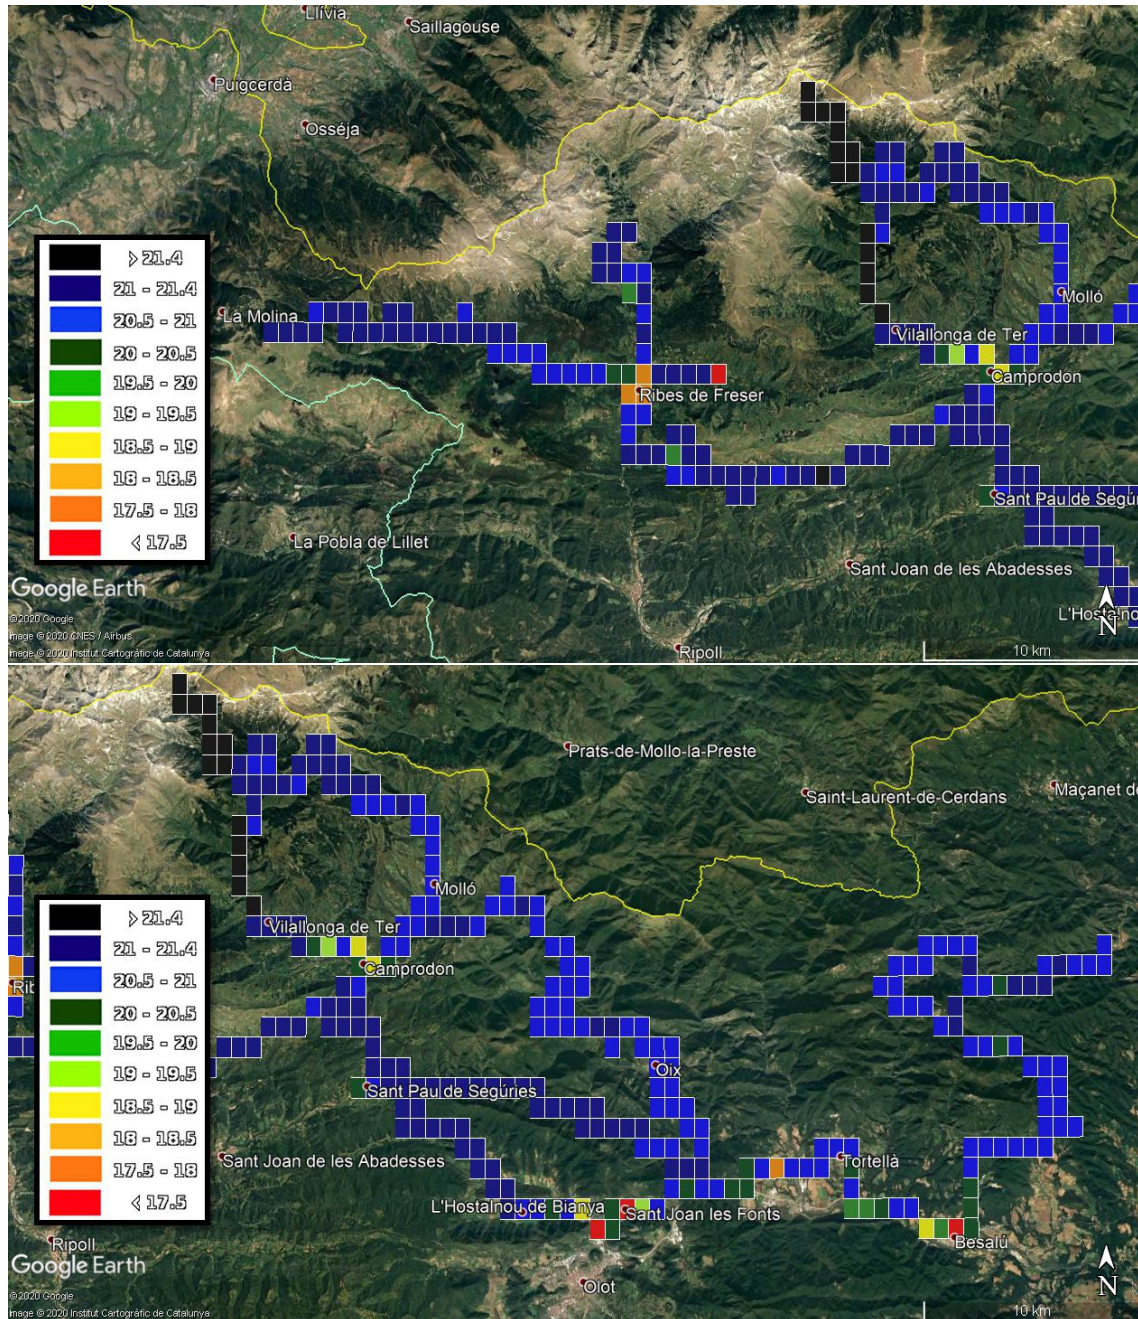 Llívia
Saillagouse
Puigcerdà
Osséja
> 21.4
21 - 21.4
20.5 - 21
20 - 20.5
19.5 - 20
19 - 19.5
18.5 - 19
18 - 18.5
17.5 - 18
< 17.5
La Molina
Molló
Vilallonga de Ter
Camprodon
Ribes de Freser
Sant Pau de Segúr
La Pobla de Lillet
Sant Joan de les Abadesses
L'Hostalno
N
Google Earth
© 2020 Google
Image © 2020 CNES / Airbus
Image © 2020 Institut Cartogràfic de Catalunya
Ripoll
10 km
Prats-de-Mollo-la-Preste
Saint-Laurent-de-Cerdans
Maçanet de
Molló
> 21.4
21 - 21.4
20.5 - 21
20 - 20.5
19.5 - 20
19 - 19.5
18.5 - 19
18 - 18.5
17.5 - 18
< 17.5
Vilallonga de Ter
Camprodon
Rib
Oix
Sant Pau de Segúries
Sant Joan de les Abadesses
Tortellà
L'Hostalnou de Bianya
Sant Joan les Fonts
Ripoll
Besalú
Google Earth
N
Olot
© 2020 Google
Image © 2020 Institut Cartogràfic de Catalunya
10 km